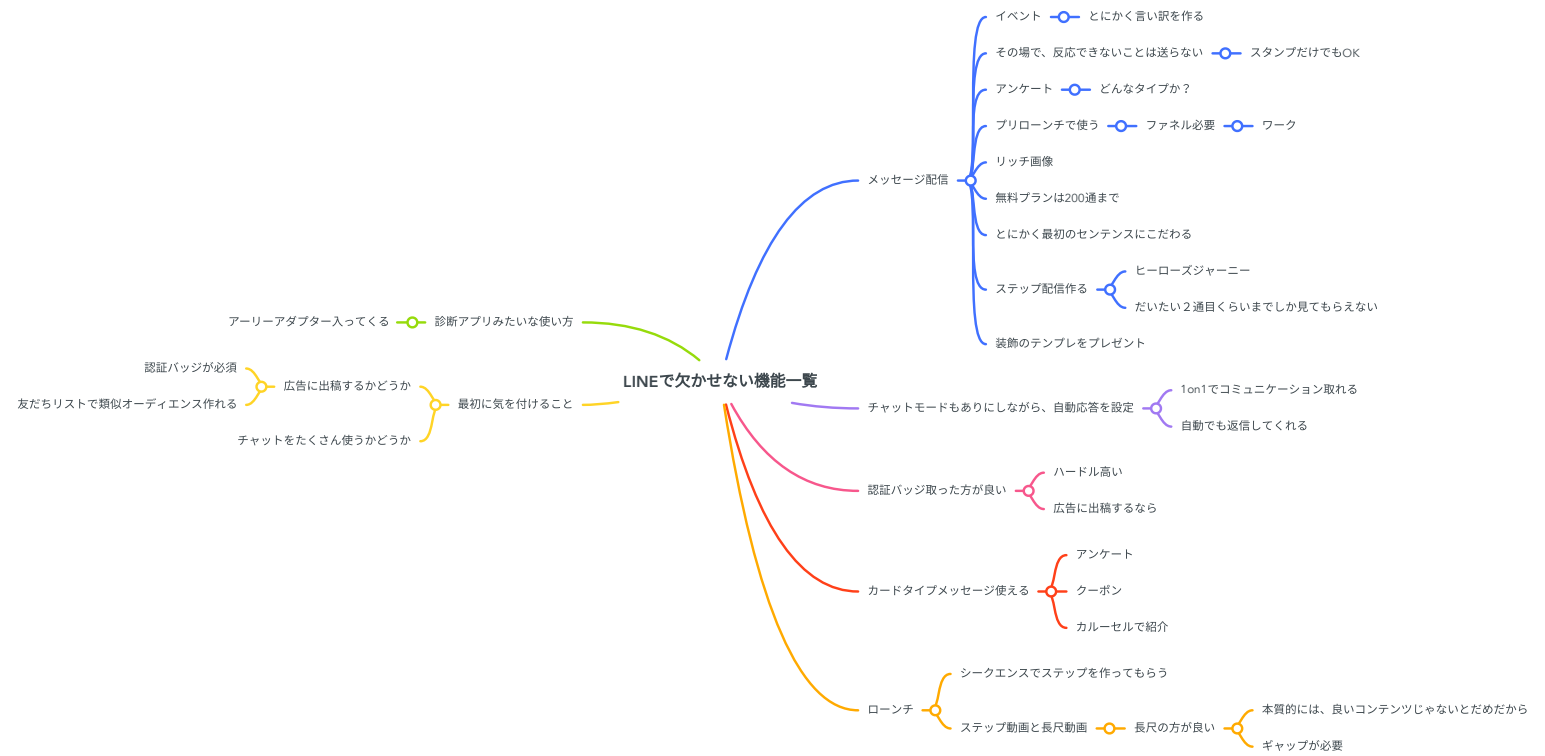 LINEで欠かせない機能一覧
メッセージ配信
イベント
とにかく言い訳を作る
その場で、反応できないことは送らない
スタンプだけでもOK
アンケート
どんなタイプか？
プリローンチで使う
ファネル必要
ワーク
リッチ画像
無料プランは200通まで
とにかく最初のセンテンスにこだわる
ステップ配信作る
ヒーローズジャーニー
だいたい２通目くらいまでしか見てもらえない
装飾のテンプレをプレゼント
チャットモードもありにしながら、自動応答を設定
1on1でコミュニケーション取れる
自動でも返信してくれる
認証バッジ取った方が良い
ハードル高い
広告に出稿するなら
カードタイプメッセージ使える
アンケート
クーポン
カルーセルで紹介
ローンチ
シークエンスでステップを作ってもらう
ステップ動画と長尺動画
長尺の方が良い
本質的には、良いコンテンツじゃないとだめだから
ギャップが必要
診断アプリみたいな使い方
アーリーアダプター入ってくる
最初に気を付けること
広告に出稿するかどうか
認証バッジが必須
友だちリストで類似オーディエンス作れる
チャットをたくさん使うかどうか